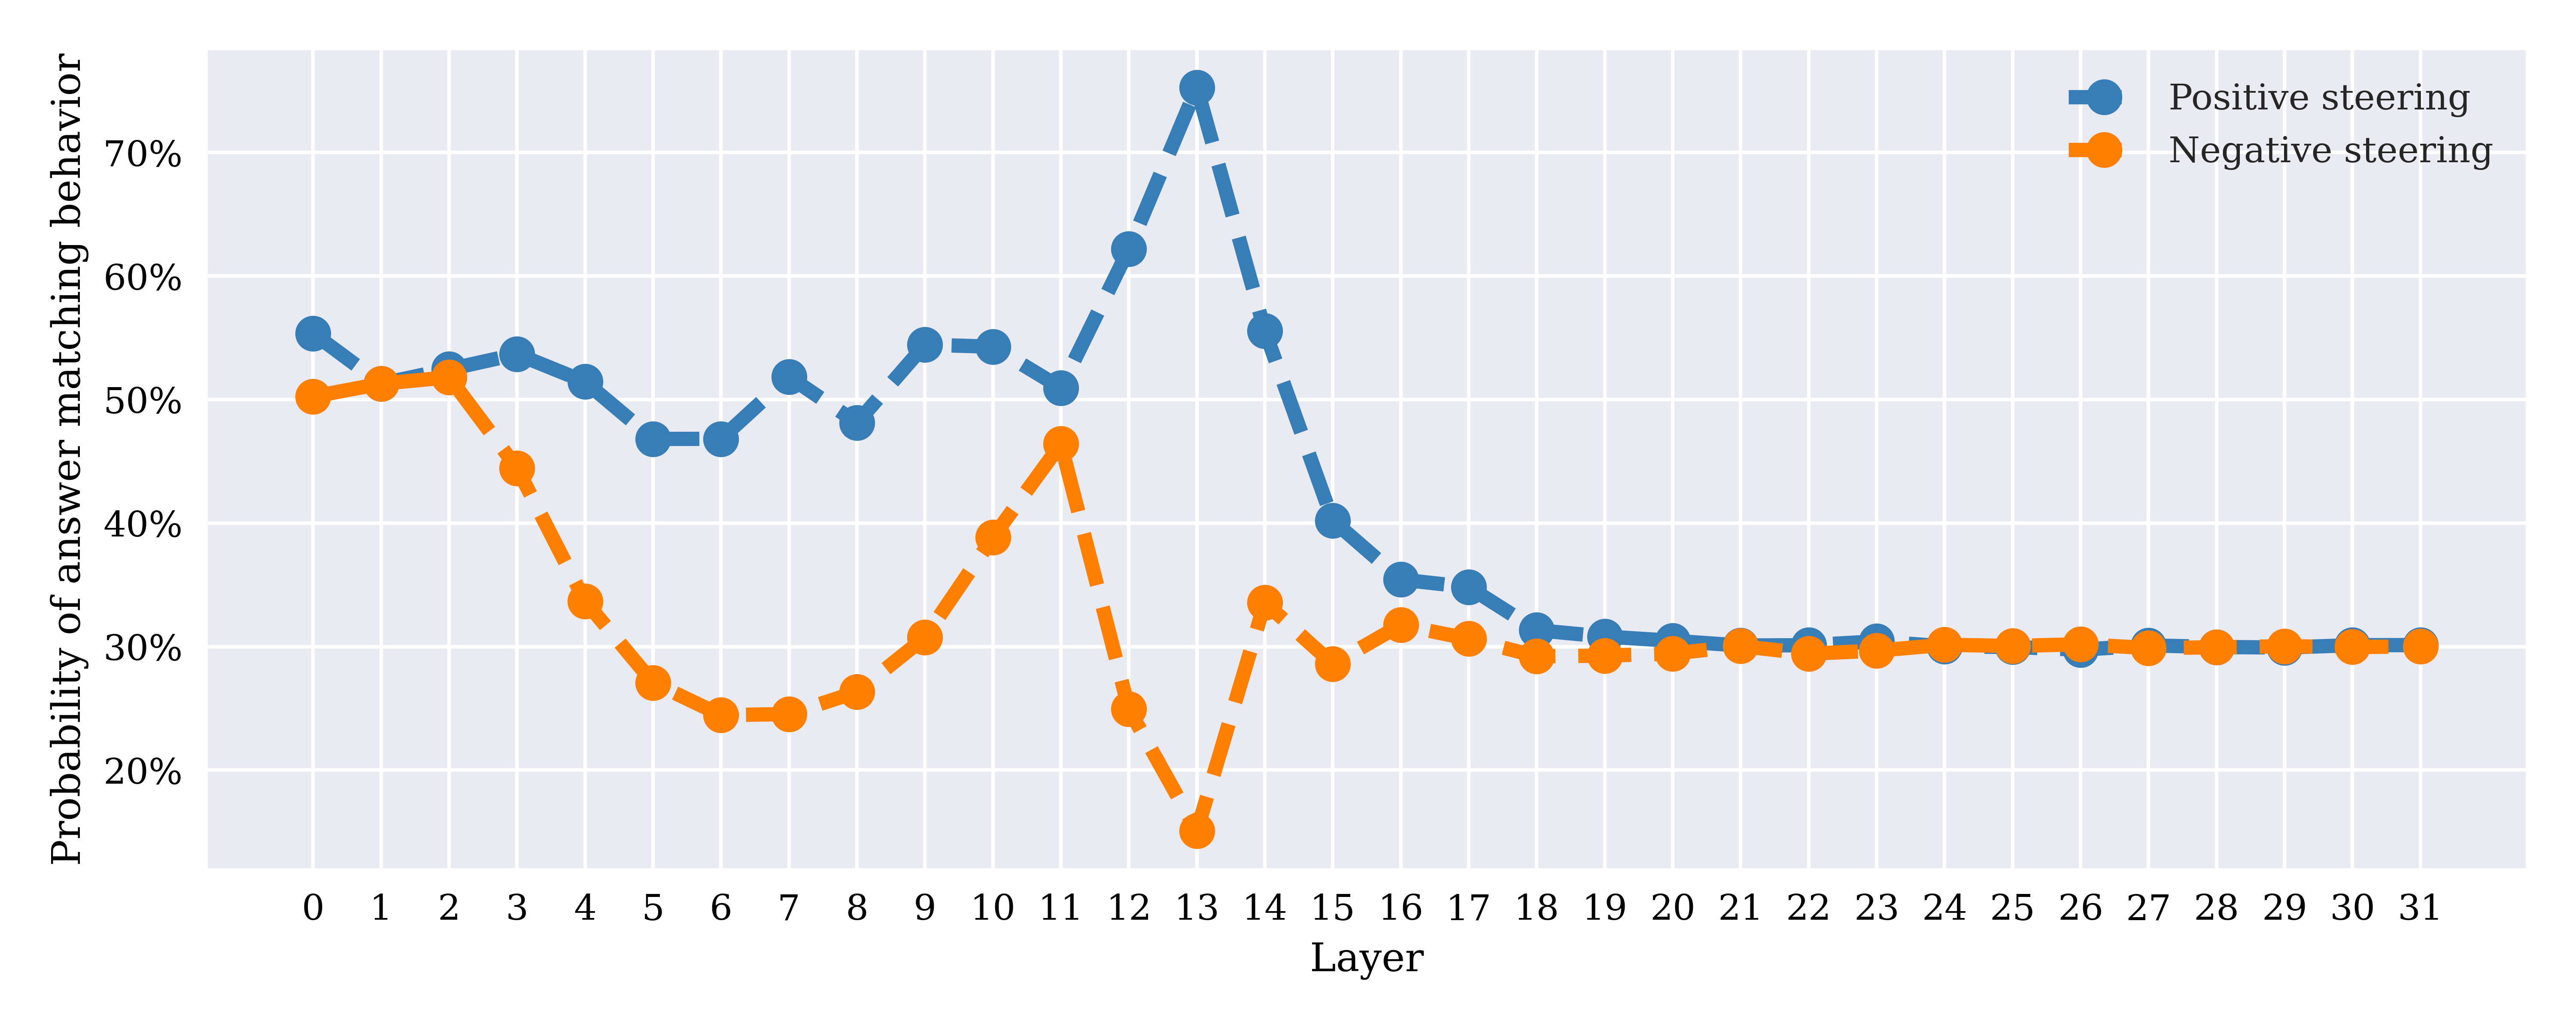 Probability of answer matching behavior
70%
60%
50%
40%
30%
20%
Positive steering
Negative steering
0 1 2 3 4 5 6 7 8 9 10 11 12 13 14 15 16 17 18 19 20 21 22 23 24 25 26 27 28 29 30 31
Layer